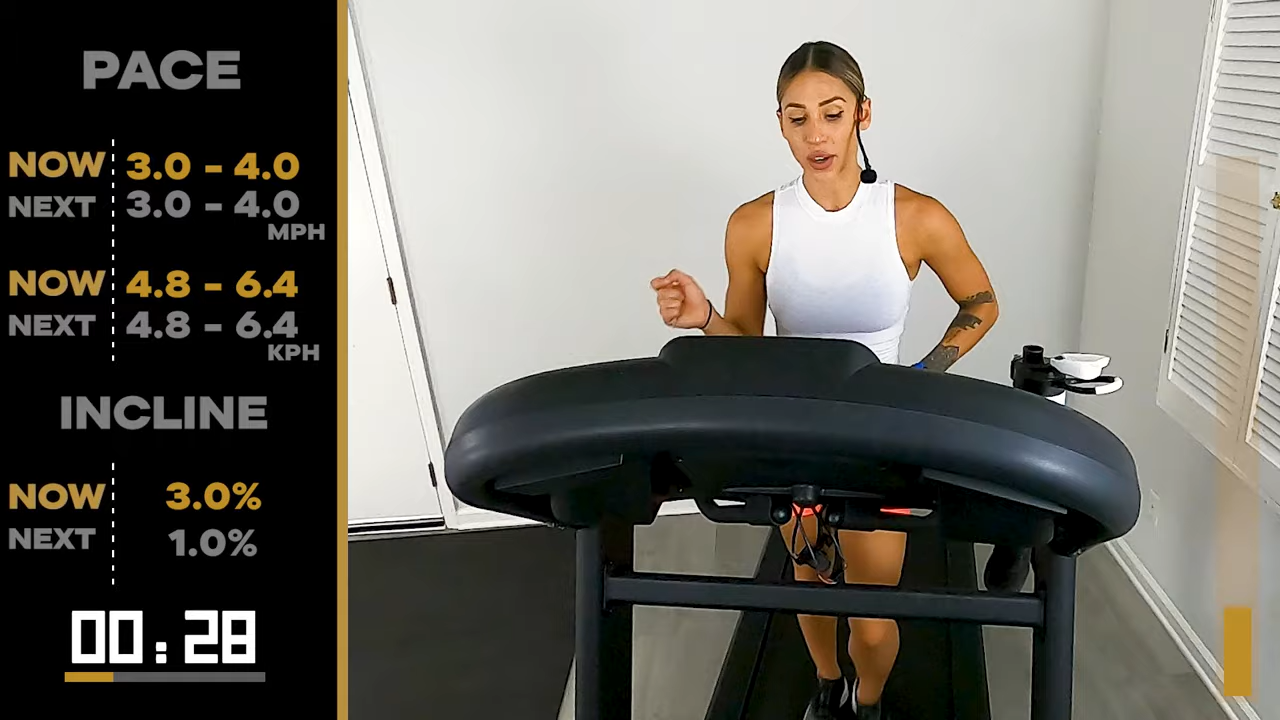 PACE
NOW 3.0 - 4.0
NEXT 3.0 - 4.0
MPH
NOW 4.8 - 6.4
NEXT 4.8 - 6.4
KPH
INCLINE
NOW 3.0%
NEXT 1.0%
00:28